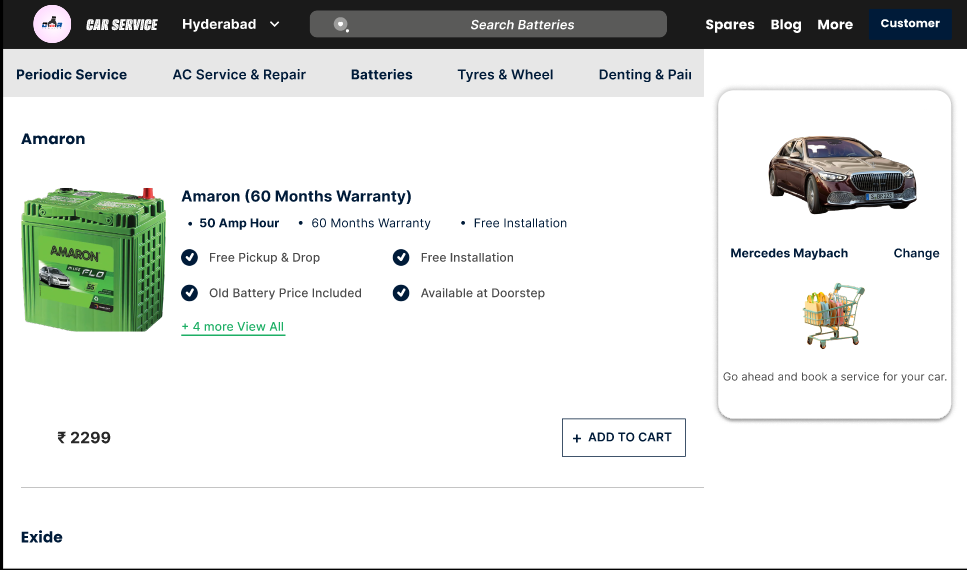 CAR SERVICE
Hyderabad
Search Batteries
Spares
Blog
More
Customer
Periodic Service
AC Service & Repair
Batteries
Tyres & Wheel
Denting & Pai
Amaron
AMARON
FLO
Amaron (60 Months Warranty)
• 50 Amp Hour • 60 Months Warranty • Free Installation
Free Pickup & Drop
Free Installation
Old Battery Price Included
Available at Doorstep
+ 4 more View All
₹ 2299
+ ADD TO CART
Mercedes Maybach
Change
Go ahead and book a service for your car.
Exide